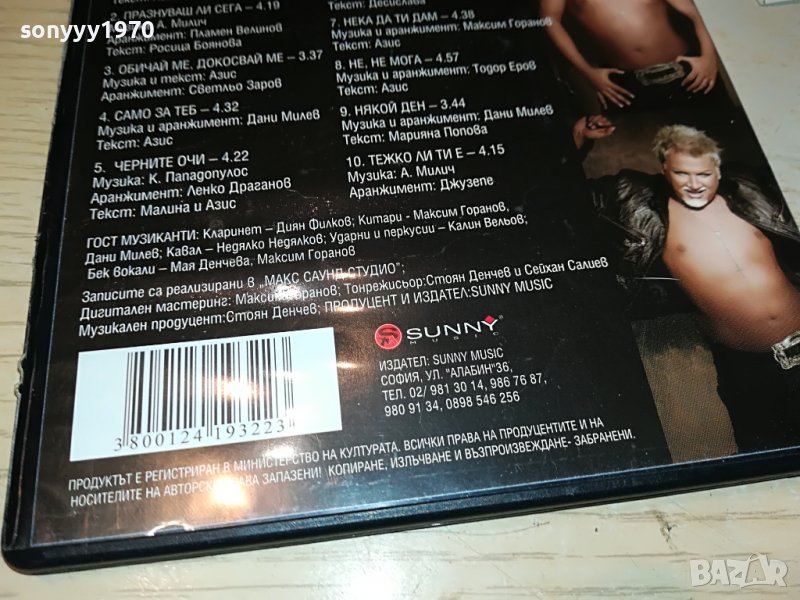 sonyyy1970
2. ПРАЗНУВАШ ЛИ СЕГА – 4.19
А. Милич
Аранжимент: Пламен Велинов
Текст: Росица Боянова
3. ОБИЧАЙ МЕ, ДОКОСВАЙ МЕ – 3.37
Музика и текст: Азис
Аранжимент: Светльо Заров
4. САМО ЗА ТЕБ – 4.32
Музика и аранжимент: Дани Милев
Текст: Азис
5. ЧЕРНИТЕ ОЧИ – 4.22
Музика: К. Пападопулос
Аранжимент: Ленко Драганов
Текст: Малина и Азис
Текст: Десислава
7. НЕКА ДА ТИ ДАМ – 4.38
Музика и аранжимент: Максим Горанов
Текст: Азис
8. НЕ, НЕ МОГА – 4.57
Музика и аранжимент: Тодор Еров
Текст: Азис
9. НЯКОЙ ДЕН – 3.44
Музика и аранжимент: Дани Милев
Текст: Марияна Попова
10. ТЕЖКО ЛИ ТИ Е – 4.15
Музика: А. Милич
Аранжимент: Джузепе
ГОСТ МУЗИКАНТИ: Кларинет – Диян Филков; Китари - Максим Горанов,
Дани Милев; Кавал – Недялко Недялков; Ударни и перкусии – Калин Вельов;
Бек вокали – Мая Денчева, Максим Горанов
Записите са реализирани в „МАКС САУНД СТУДИО”;
Дигитален мастеринг: Максим Горанов; Тонрежисьор:Стоян Денчев и Сейхан Салиев
Музикален продуцент:Стоян Денчев; ПРОДУЦЕНТ И ИЗДАТЕЛ:SUNNY MUSIC
SUNNY
MUSIC
ИЗДАТЕЛ: SUNNY MUSIC
СОФИЯ, УЛ. "АЛАБИН"36,
ТЕЛ. 02/ 981 30 14, 986 76 87,
980 91 34, 0898 546 256
3800124 193223
ПРОДУКТЪТ Е РЕГИСТРИРАН В МИНИСТЕРСТВО НА КУЛТУРАТА. ВСИЧКИ ПРАВА НА ПРОДУЦЕНТИТЕ И НА
НОСИТЕЛИТЕ НА АВТОРСКИ ПРАВА ЗАПАЗЕНИ! КОПИРАНЕ, ИЗЛЪЧВАНЕ И ВЪЗПРОИЗВЕЖДАНЕ- ЗАБРАНЕНИ.
BAZAR